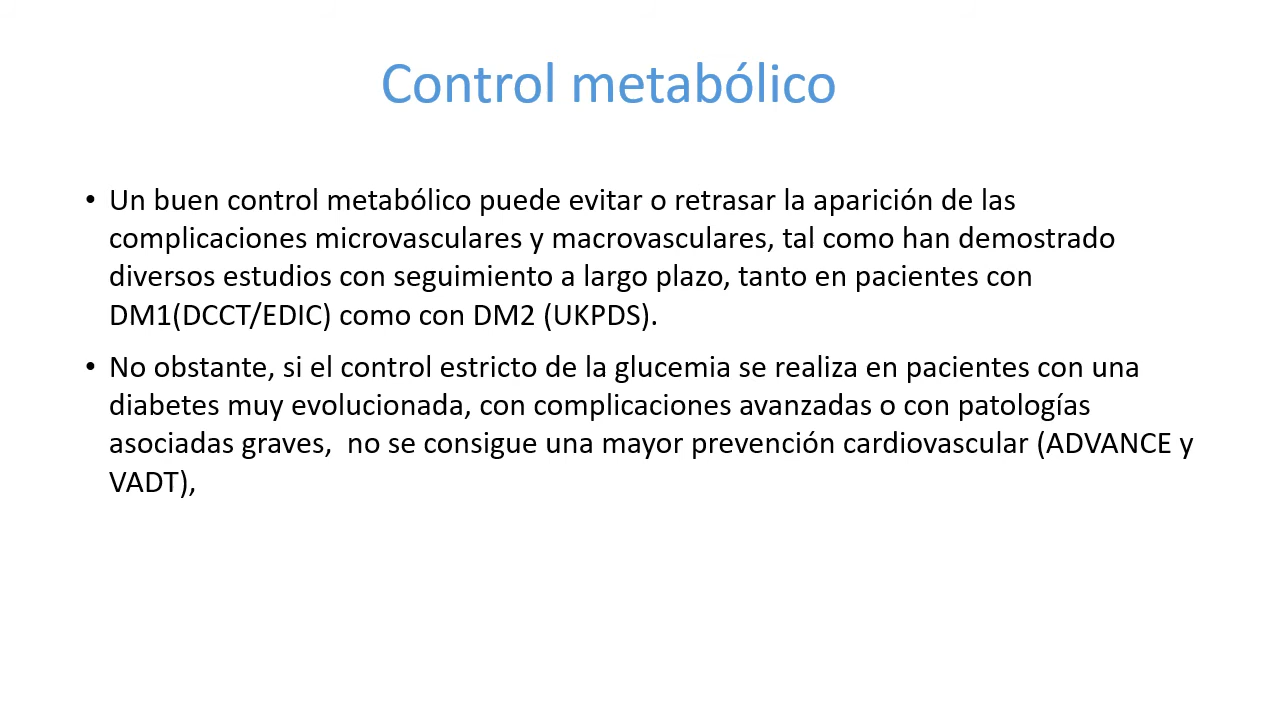 Control metabólico
• Un buen control metabólico puede evitar o retrasar la aparición de las
complicaciones microvasculares y macrovasculares, tal como han demostrado
diversos estudios con seguimiento a largo plazo, tanto en pacientes con
DM1(DCCT/EDIC) como con DM2 (UKPDS).
• No obstante, si el control estricto de la glucemia se realiza en pacientes con una
diabetes muy evolucionada, con complicaciones avanzadas o con patologías
asociadas graves,  no se consigue una mayor prevención cardiovascular (ADVANCE y
VADT),